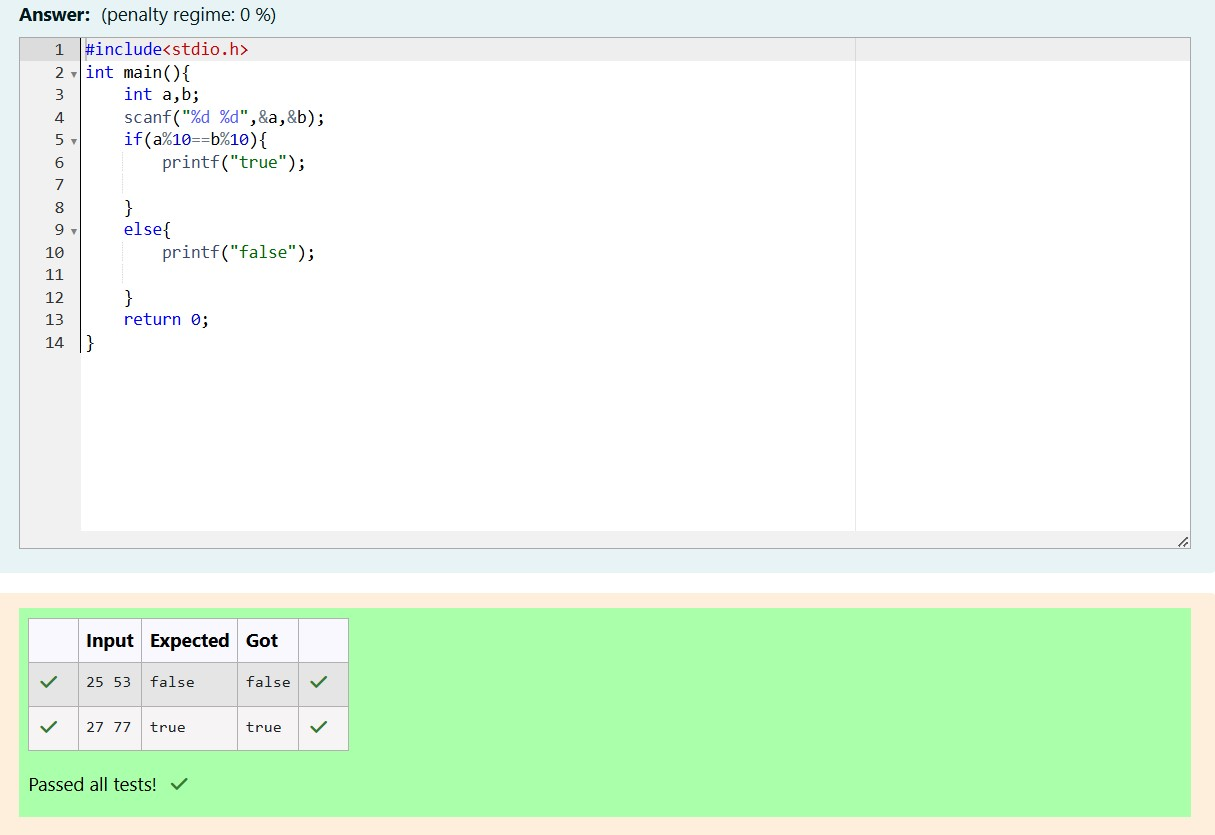 Answer: (penalty regime: 0 %)
1 #include<stdio.h>
2 int main(){
3     int a,b;
4     scanf("%d %d",&a,&b);
5     if(a%10==b%10){
6         printf("true");
7
8     }
9     else{
10         printf("false");
11
12     }
13     return 0;
14 }
Input Expected Got
25 53 false false
27 77 true true
Passed all tests!